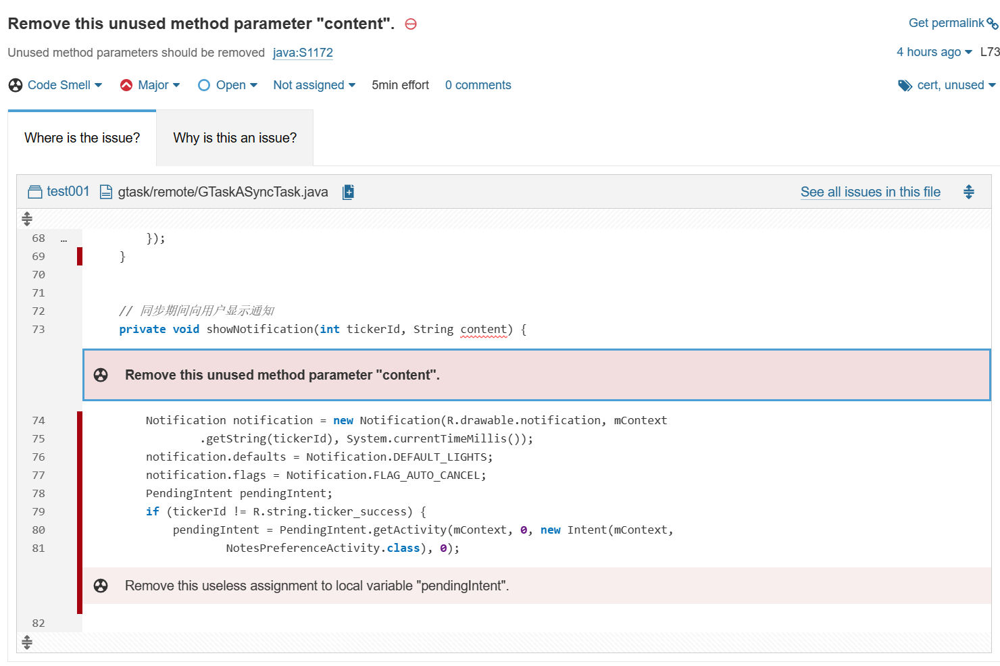 Remove this unused method parameter "content".
Get permalink
Unused method parameters should be removed java:S1172
4 hours ago L73
Code Smell Major Open Not assigned 5min effort 0 comments
cert, unused
Where is the issue? Why is this an issue?
test001 gtask/remote/GTaskASyncTask.java See all issues in this file
68 … });
69 }
70
71
72 // 同步期间向用户显示通知
73 private void showNotification(int tickerId, String content) {
Remove this unused method parameter "content".
74 Notification notification = new Notification(R.drawable.notification, mContext
75 .getString(tickerId), System.currentTimeMillis());
76 notification.defaults = Notification.DEFAULT_LIGHTS;
77 notification.flags = Notification.FLAG_AUTO_CANCEL;
78 PendingIntent pendingIntent;
79 if (tickerId != R.string.ticker_success) {
80 pendingIntent = PendingIntent.getActivity(mContext, 0, new Intent(mContext,
81 NotesPreferenceActivity.class), 0);
Remove this useless assignment to local variable "pendingIntent".
82